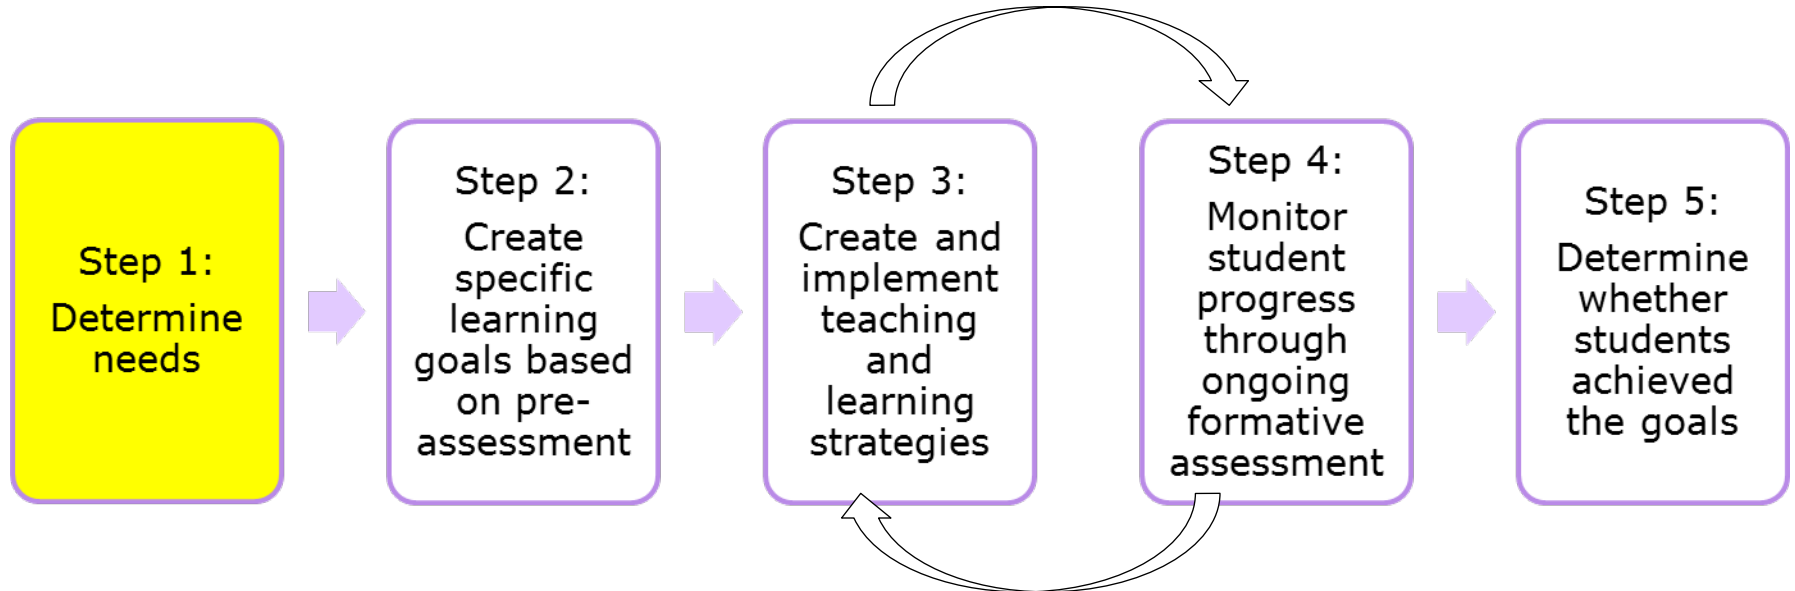 Step 1:
Determine
needs
Step 2:
Create
specific
learning
goals based
on pre-
assessment
Step 3:
Create and
implement
teaching
and
learning
strategies
Step 4:
Monitor
student
progress
through
ongoing
formative
assessment
Step 5:
Determine
whether
students
achieved
the goals